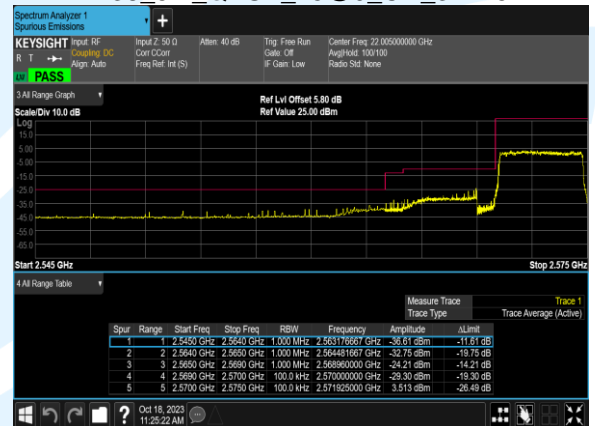 Spectrum Analyzer 1
Spurious Emissions
KEYSIGHT Input: RF Input Z: 50 Ω Atten: 40 dB Trig: Free Run Center Freq: 22.005000000 GHz
R T Coupling: DC Corr CCorr Gate: Off Avg|Hold: 100/100
Align: Auto Freq Ref: Int (S) IF Gain: Low Radio Std: None
LV PASS
3 All Range Graph
Ref Lvl Offset 5.80 dB
Scale/Div 10.0 dB Ref Value 25.00 dBm
Log
15.0
5.00
-5.00
-15.0
-25.0
-35.0
-45.0
-55.0
-65.0
Start 2.545 GHz Stop 2.575 GHz
4 All Range Table
Measure Trace Trace 1
Trace Type Trace Average (Active)
Spur Range Start Freq Stop Freq RBW Frequency Amplitude ΔLimit
1 1 2.5450 GHz 2.5640 GHz 1.000 MHz 2.563176667 GHz -36.61 dBm -11.61 dB
2 2 2.5640 GHz 2.5650 GHz 1.000 MHz 2.564481667 GHz -32.75 dBm -19.75 dB
3 3 2.5650 GHz 2.5690 GHz 1.000 MHz 2.568960000 GHz -24.21 dBm -14.21 dB
4 4 2.5690 GHz 2.5700 GHz 100.0 kHz 2.570000000 GHz -29.30 dBm -19.30 dB
5 5 2.5700 GHz 2.5750 GHz 100.0 kHz 2.571925000 GHz 3.513 dBm -26.49 dB
Oct 18, 2023
11:25:22 AM